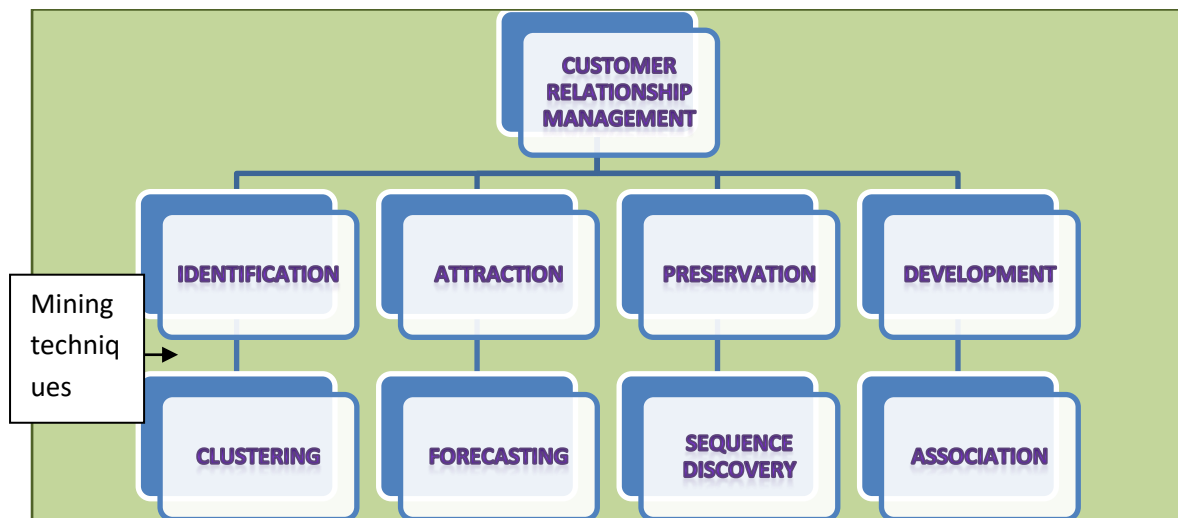 CUSTOMER
RELATIONSHIP
MANAGEMENT
IDENTIFICATION
ATTRACTION
PRESERVATION
DEVELOPMENT
Mining
techniq
ues
CLUSTERING
FORECASTING
SEQUENCE
DISCOVERY
ASSOCIATION